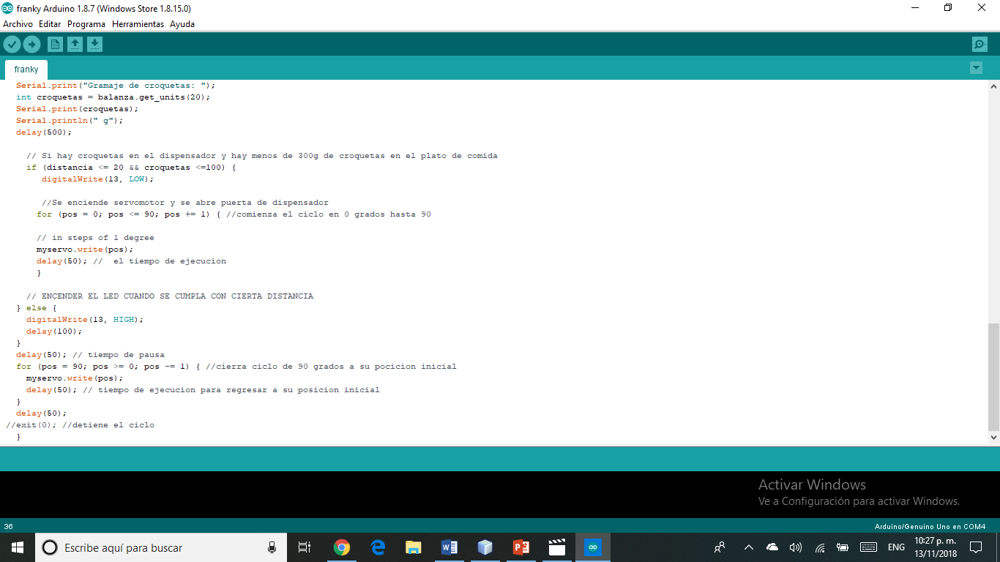 franky Arduino 1.8.7 (Windows Store 1.8.15.0)
Archivo Editar Programa Herramientas Ayuda
franky
Serial.print("Gramaje de croquetas: ");
int croquetas = balanza.get_units(20);
Serial.print(croquetas);
Serial.println(" g");
delay(500);
// Si hay croquetas en el dispensador y hay menos de 300g de croquetas en el plato de comida
if (distancia <= 20 && croquetas <=100) {
digitalWrite(13, LOW);
//Se enciende servomotor y se abre puerta de dispensador
for (pos = 0; pos <= 90; pos += 1) { //comienza el ciclo en 0 grados hasta 90
// in steps of 1 degree
myservo.write(pos);
delay(50); //  el tiempo de ejecucion
}
// ENCENDER EL LED CUANDO SE CUMPLA CON CIERTA DISTANCIA
} else {
digitalWrite(13, HIGH);
delay(100);
}
delay(50); // tiempo de pausa
for (pos = 90; pos >= 0; pos -= 1) { //cierra ciclo de 90 grados a su pocicion inicial
myservo.write(pos);
delay(50); // tiempo de ejecucion para regresar a su posicion inicial
}
delay(50);
//exit(0); //detiene el ciclo
}
Activar Windows
Ve a Configuración para activar Windows.
36
Arduino/Genuino Uno en COM4
Escribe aquí para buscar
ENG
10:27 p. m.
13/11/2018